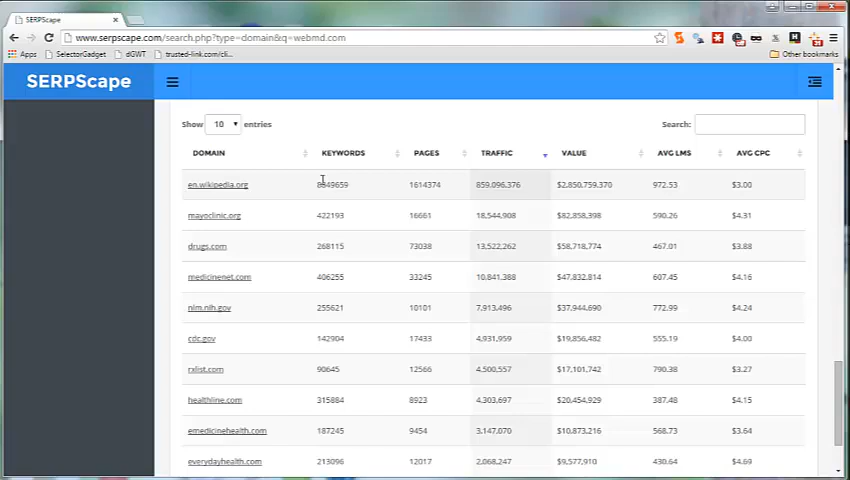 SERPScape
www.serpscape.com/search.php?type=domain&q=webmd.com
Apps SelectorGadget dGWT trusted-link.com/cli... Other bookmarks
SERPScape
Show 10 entries Search:
DOMAIN KEYWORDS PAGES TRAFFIC VALUE AVG LMS AVG CPC
en.wikipedia.org 1614374 859,096,376 $2,850,759,370 972.53 $3.00
mayoclinic.org 422193 16661 18,544,908 $82,858,398 590.26 $4.31
drugs.com 268115 73038 13,522,262 $58,718,774 467.01 $3.88
medicinenet.com 406255 33245 10,841,388 $47,832,814 607.45 $4.16
nlm.nih.gov 255621 10101 7,913,496 $37,944,690 772.99 $4.24
cdc.gov 142904 17433 4,931,959 $19,856,482 555.19 $4.00
rxlist.com 90645 12566 4,500,557 $17,101,742 790.38 $3.27
healthline.com 315884 8923 4,303,697 $20,454,929 387.48 $4.15
emedicinehealth.com 187245 9454 3,147,070 $10,873,216 568.73 $3.64
everydayhealth.com 213096 12017 2,068,247 $9,577,910 430.64 $4.69